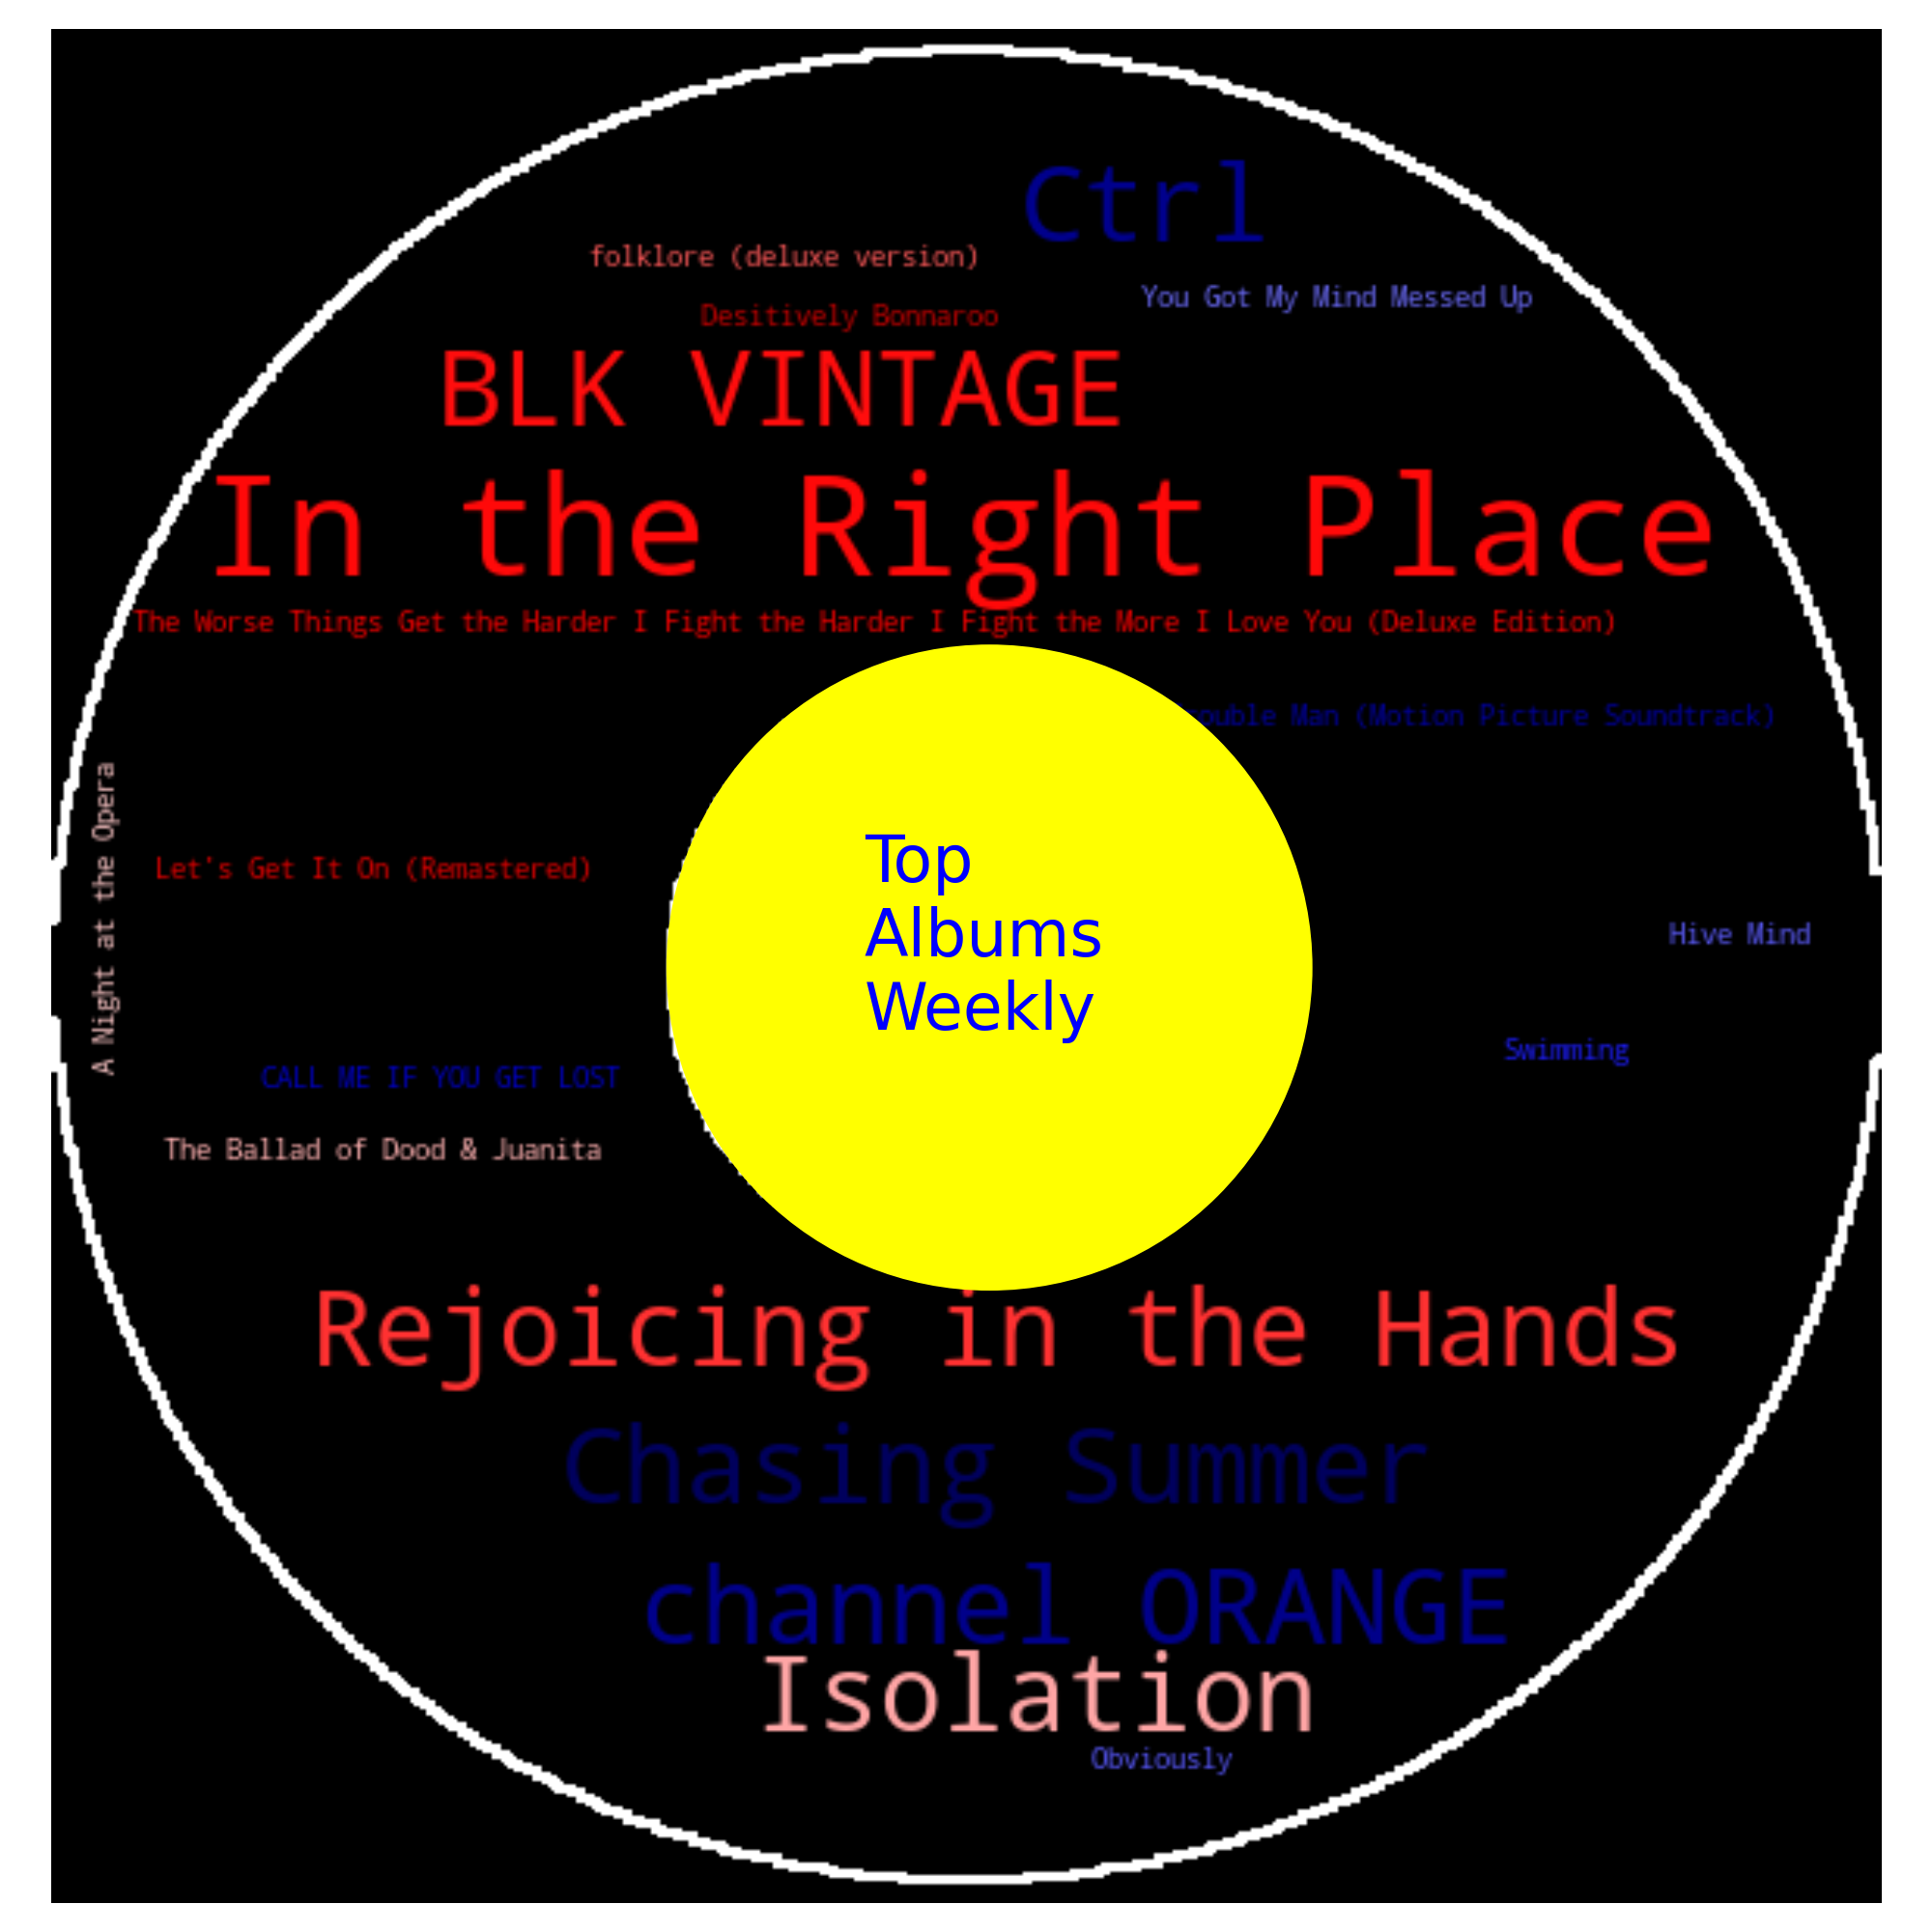 Ctrl
folklore (deluxe version)
You Got My Mind Messed Up
Desitively Bonnaroo
BLK VINTAGE
In the Right Place
The Worse Things Get the Harder I Fight the Harder I Fight the More I Love You (Deluxe Edition)
Man (Motion Picture Soundtrack)
A Night at the Opera
Let's Get It On (Remastered)
Top
Albums
Weekly
Hive Mind
Swimming
CALL ME IF YOU GET LOST
The Ballad of Dood & Juanita
Rejoicing in the Hands
Chasing Summer
channel ORANGE
Isolation
Obviously